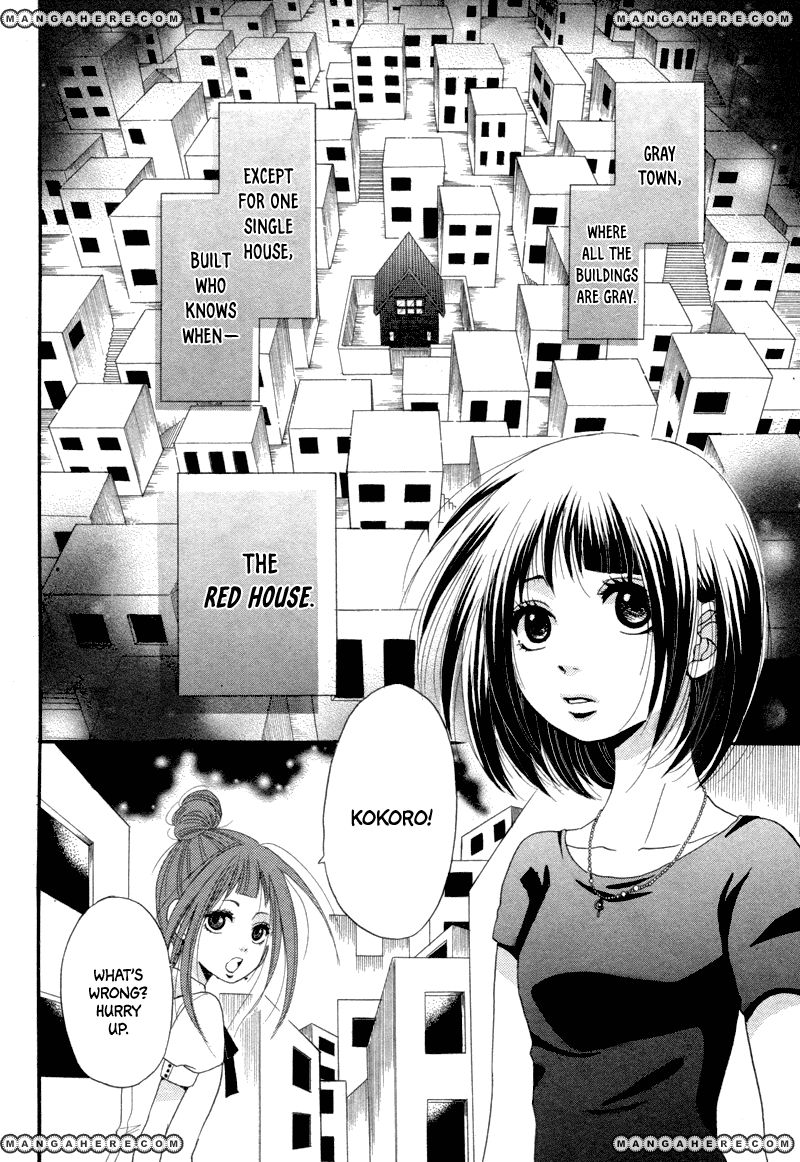 MANGAHERE.COM
MANGAHERE.COM
GRAY
TOWN,
WHERE
ALL THE
BUILDINGS
ARE GRAY.
EXCEPT
FOR ONE
SINGLE
HOUSE,
BUILT
WHO
KNOWS
WHEN—
THE
RED HOUSE.
KOKORO!
WHAT'S
WRONG?
HURRY
UP.
MANGAHERE.COM
MANGAHERE.COM